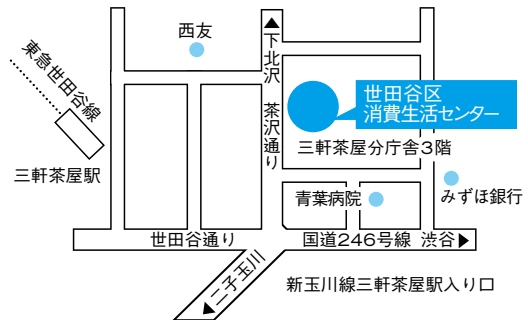 西友
▲下北沢
茶沢通り
東急世田谷線
世田谷区
消費生活センター
三軒茶屋分庁舎3階
三軒茶屋駅
青葉病院
みずほ銀行
世田谷通り
国道246号線 渋谷▶
▲二子玉川
新玉川線三軒茶屋駅入り口